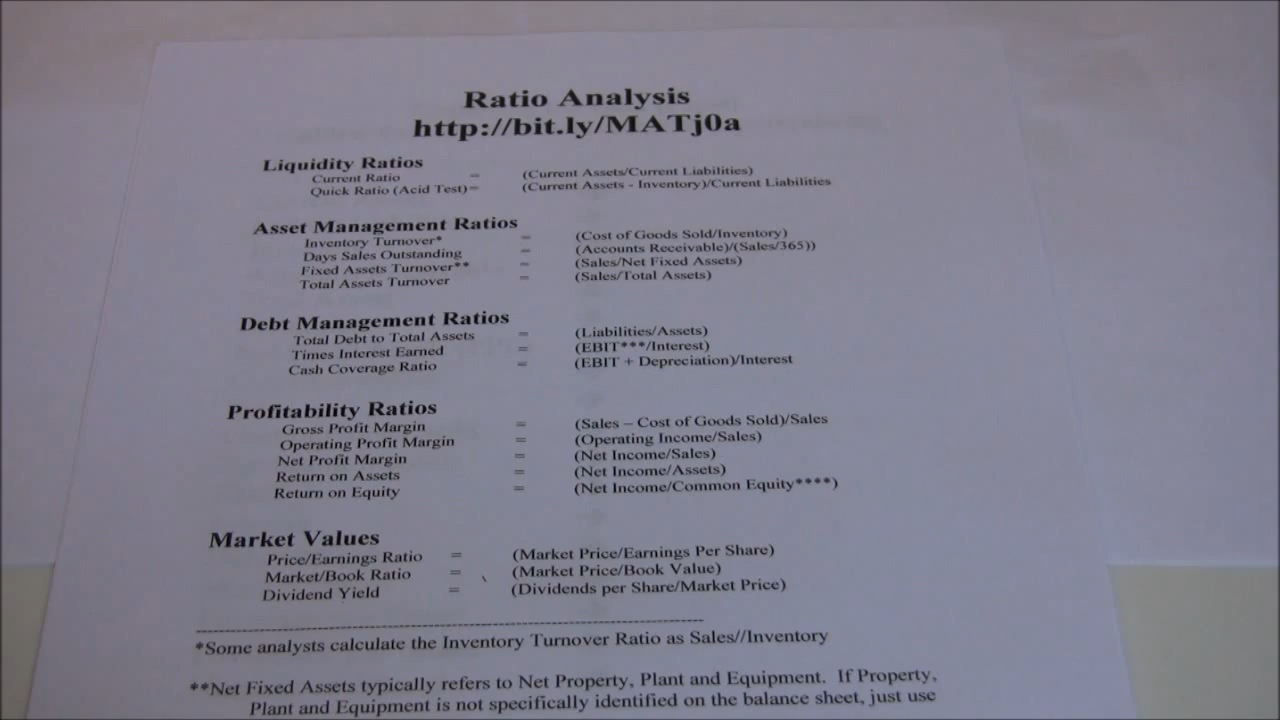 Ratio Analysis
http://bit.ly/MATj0a
Liquidity Ratios
Current Ratio = (Current Assets/Current Liabilities)
Quick Ratio (Acid Test)= (Current Assets - Inventory)/Current Liabilities
Asset Management Ratios
Inventory Turnover* = (Cost of Goods Sold/Inventory)
Days Sales Outstanding = (Accounts Receivable)/(Sales/365))
Fixed Assets Turnover** = (Sales/Net Fixed Assets)
Total Assets Turnover = (Sales/Total Assets)
Debt Management Ratios
Total Debt to Total Assets = (Liabilities/Assets)
Times Interest Earned = (EBIT***/Interest)
Cash Coverage Ratio = (EBIT + Depreciation)/Interest
Profitability Ratios
Gross Profit Margin = (Sales – Cost of Goods Sold)/Sales
Operating Profit Margin = (Operating Income/Sales)
Net Profit Margin = (Net Income/Sales)
Return on Assets = (Net Income/Assets)
Return on Equity = (Net Income/Common Equity****)
Market Values
Price/Earnings Ratio = (Market Price/Earnings Per Share)
Market/Book Ratio = (Market Price/Book Value)
Dividend Yield = (Dividends per Share/Market Price)
*Some analysts calculate the Inventory Turnover Ratio as Sales//Inventory
**Net Fixed Assets typically refers to Net Property, Plant and Equipment. If Property,
Plant and Equipment is not specifically identified on the balance sheet, just use